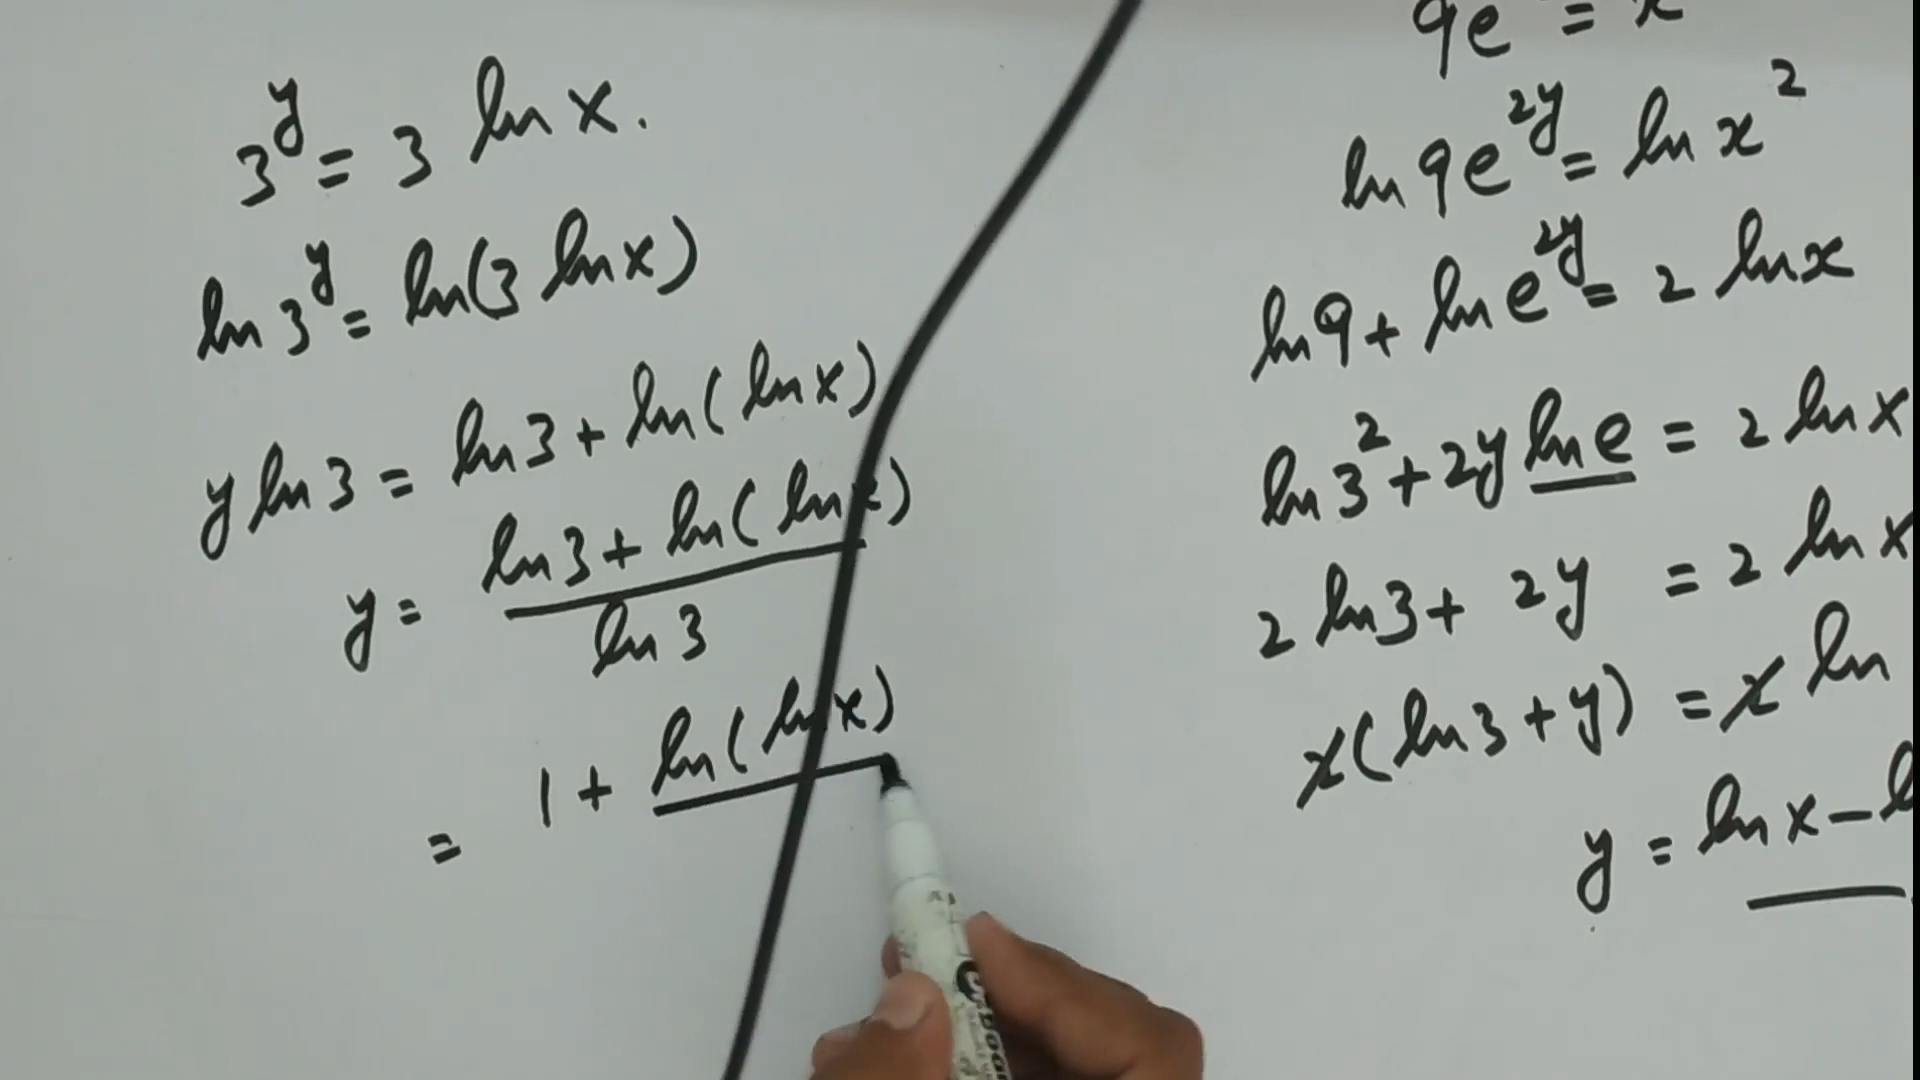 3^y = 3 ln x.
ln 3^y = ln(3 ln x)
y ln 3 = ln 3 + ln(ln x)
y = ln 3 + ln(ln x)
ln 3
= 1 + ln(ln x)
9e = x
ln 9e^2y = ln x^2
ln 9 + ln e^2y = 2 ln x
ln 3^2 + 2y ln e = 2 ln x
2 ln 3 + 2y = 2 ln x
2(ln 3 + y) = 2 ln
y = ln x - l